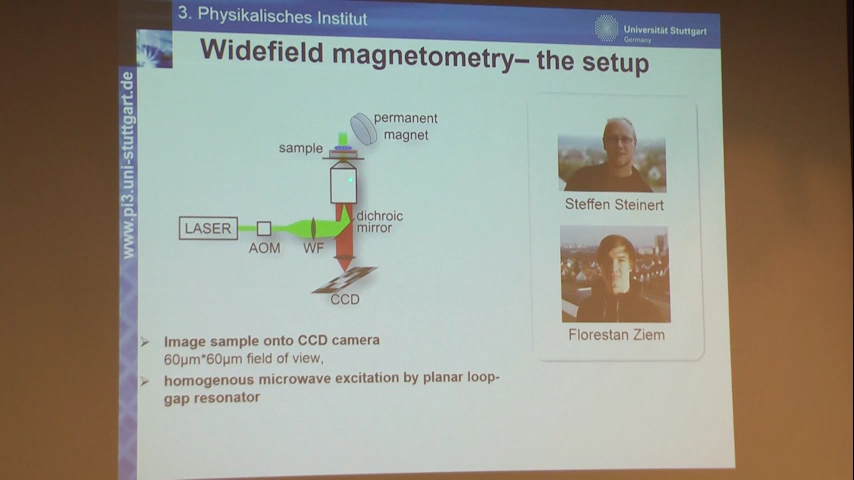 3. Physikalisches Institut
Universität Stuttgart
Germany
www.pi3.uni-stuttgart.de
Widefield magnetometry– the setup
permanent
magnet
sample
dichroic
mirror
LASER
AOM
WF
CCD
Steffen Steinert
Florestan Ziem
Image sample onto CCD camera
60µm*60µm field of view,
homogenous microwave excitation by planar loop-
gap resonator